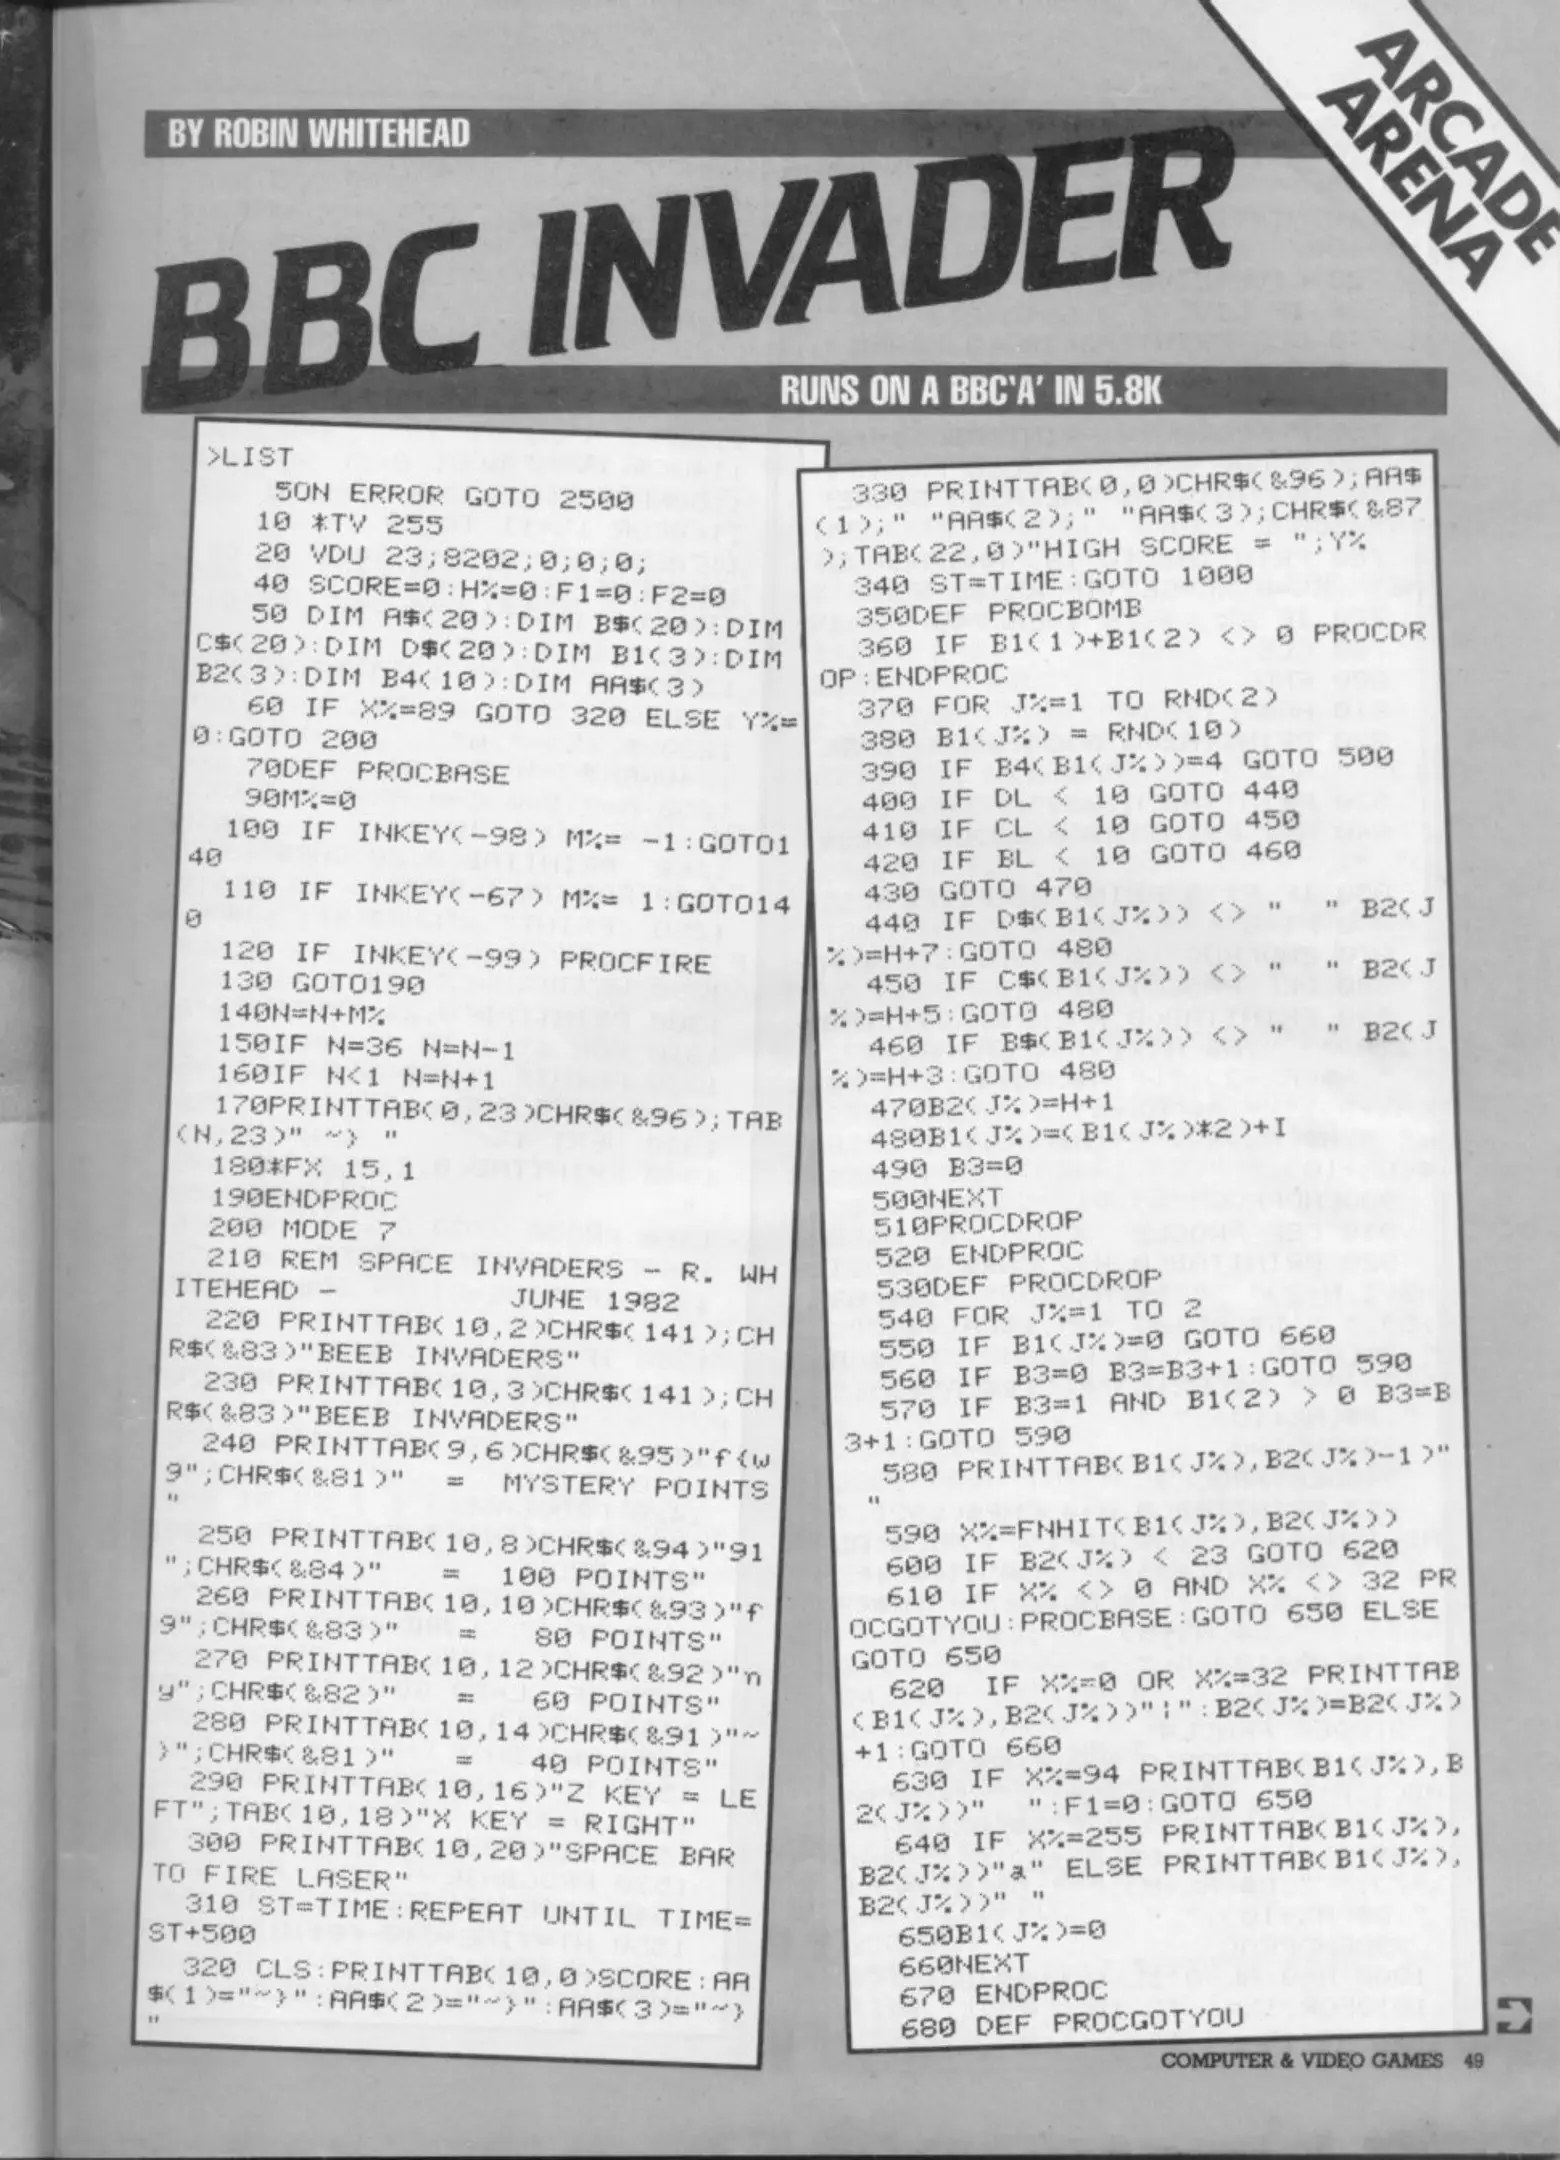 ARCADE
ARENA
BY ROBIN WHITEHEAD
BBC INVADER
RUNS ON A BBC'A' IN 5.8K
>LIST
5ON ERROR GOTO 2500
10 *TV 255
20 VDU 23;8202;0;0;0;
40 SCORE=0:H%=0:F1=0:F2=0
50 DIM A$(20):DIM B$(20):DIM
C$(20):DIM D$(20):DIM B1(3):DIM
B2(3):DIM B4(10):DIM AA$(3)
60 IF X%=89 GOTO 320 ELSE Y%=
0:GOTO 200
70DEF PROCBASE
90M%=0
100 IF INKEY(-98) M%= -1:GOTO1
40
110 IF INKEY(-67) M%= 1:GOTO14
0
120 IF INKEY(-99) PROCFIRE
130 GOTO190
140N=N+M%
150IF N=36 N=N-1
160IF N<1 N=N+1
170PRINTTAB(0,23)CHR$(&96);TAB
(N,23)" ~} "
180*FX 15,1
190ENDPROC
200 MODE 7
210 REM SPACE INVADERS - R. WH
ITEHEAD -             JUNE 1982
220 PRINTTAB(10,2)CHR$(141);CH
R$(&83)"BEEB INVADERS"
230 PRINTTAB(10,3)CHR$(141);CH
R$(&83)"BEEB INVADERS"
240 PRINTTAB(9,6)CHR$(&95)"f{w
9";CHR$(&81)"   =   MYSTERY POINTS
"
250 PRINTTAB(10,8)CHR$(&94)"91
";CHR$(&84)"    =   100 POINTS"
260 PRINTTAB(10,10)CHR$(&93)"f
9";CHR$(&83)"    =    80 POINTS"
270 PRINTTAB(10,12)CHR$(&92)"n
y";CHR$(&82)"    =    60 POINTS"
280 PRINTTAB(10,14)CHR$(&91)"~
}";CHR$(&81)"    =    40 POINTS"
290 PRINTTAB(10,16)"Z KEY = LE
FT";TAB(10,18)"X KEY = RIGHT"
300 PRINTTAB(10,20)"SPACE BAR
TO FIRE LASER"
310 ST=TIME:REPEAT UNTIL TIME=
ST+500
320 CLS:PRINTTAB(10,0)SCORE:AA
$(1)="~}":AA$(2)="~}":AA$(3)="~}
"
330 PRINTTAB(0,0)CHR$(&96);AA$
(1);" "AA$(2);" "AA$(3);CHR$(&87
);TAB(22,0)"HIGH SCORE = ";Y%
340 ST=TIME:GOTO 1000
350DEF PROCBOMB
360 IF B1(1)+B1(2) <> 0 PROCDR
OP:ENDPROC
370 FOR J%=1 TO RND(2)
380 B1(J%) = RND(10)
390 IF B4(B1(J%))=4 GOTO 500
400 IF DL < 10 GOTO 440
410 IF CL < 10 GOTO 450
420 IF BL < 10 GOTO 460
430 GOTO 470
440 IF D$(B1(J%)) <> "  " B2(J
%)=H+7:GOTO 480
450 IF C$(B1(J%)) <> "  " B2(J
%)=H+5:GOTO 480
460 IF B$(B1(J%)) <> "  " B2(J
%)=H+3:GOTO 480
470B2(J%)=H+1
480B1(J%)=(B1(J%)*2)+I
490 B3=0
500NEXT
510PROCDROP
520 ENDPROC
530DEF PROCDROP
540 FOR J%=1 TO 2
550 IF B1(J%)=0 GOTO 660
560 IF B3=0 B3=B3+1:GOTO 590
570 IF B3=1 AND B1(2) > 0 B3=B
3+1:GOTO 590
580 PRINTTAB(B1(J%),B2(J%)-1)"
"
590 X%=FNHIT(B1(J%),B2(J%))
600 IF B2(J%) < 23 GOTO 620
610 IF X% <> 0 AND X% <> 32 PR
OCGOTYOU:PROCBASE:GOTO 650 ELSE
GOTO 650
620  IF X%=0 OR X%=32 PRINTTAB
(B1(J%),B2(J%))"¦":B2(J%)=B2(J%)
+1:GOTO 660
630 IF X%=94 PRINTTAB(B1(J%),B
2(J%))"  ":F1=0:GOTO 650
640 IF X%=255 PRINTTAB(B1(J%),
B2(J%))"a" ELSE PRINTTAB(B1(J%),
B2(J%))" "
650B1(J%)=0
660NEXT
670 ENDPROC
680 DEF PROCGOTYOU
COMPUTER & VIDEO GAMES 49